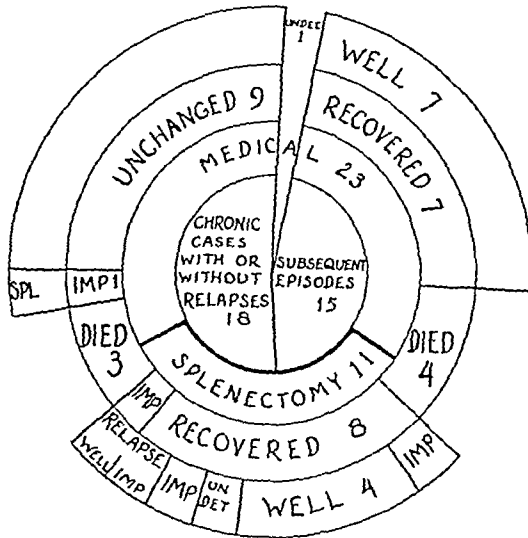 UNDET
1
WELL 7
UNCHANGED 9
RECOVERED 7
MEDICAL 23
CHRONIC
CASES
WITH OR
WITHOUT
RELAPSES
18
SUBSEQUENT
EPISODES
15
SPL
IMP 1
DIED
3
DIED
4
SPLENECTOMY 11
IMP
RECOVERED 8
RELAPSE
WELL
IMP
IMP
UN
DET
WELL 4
IMP